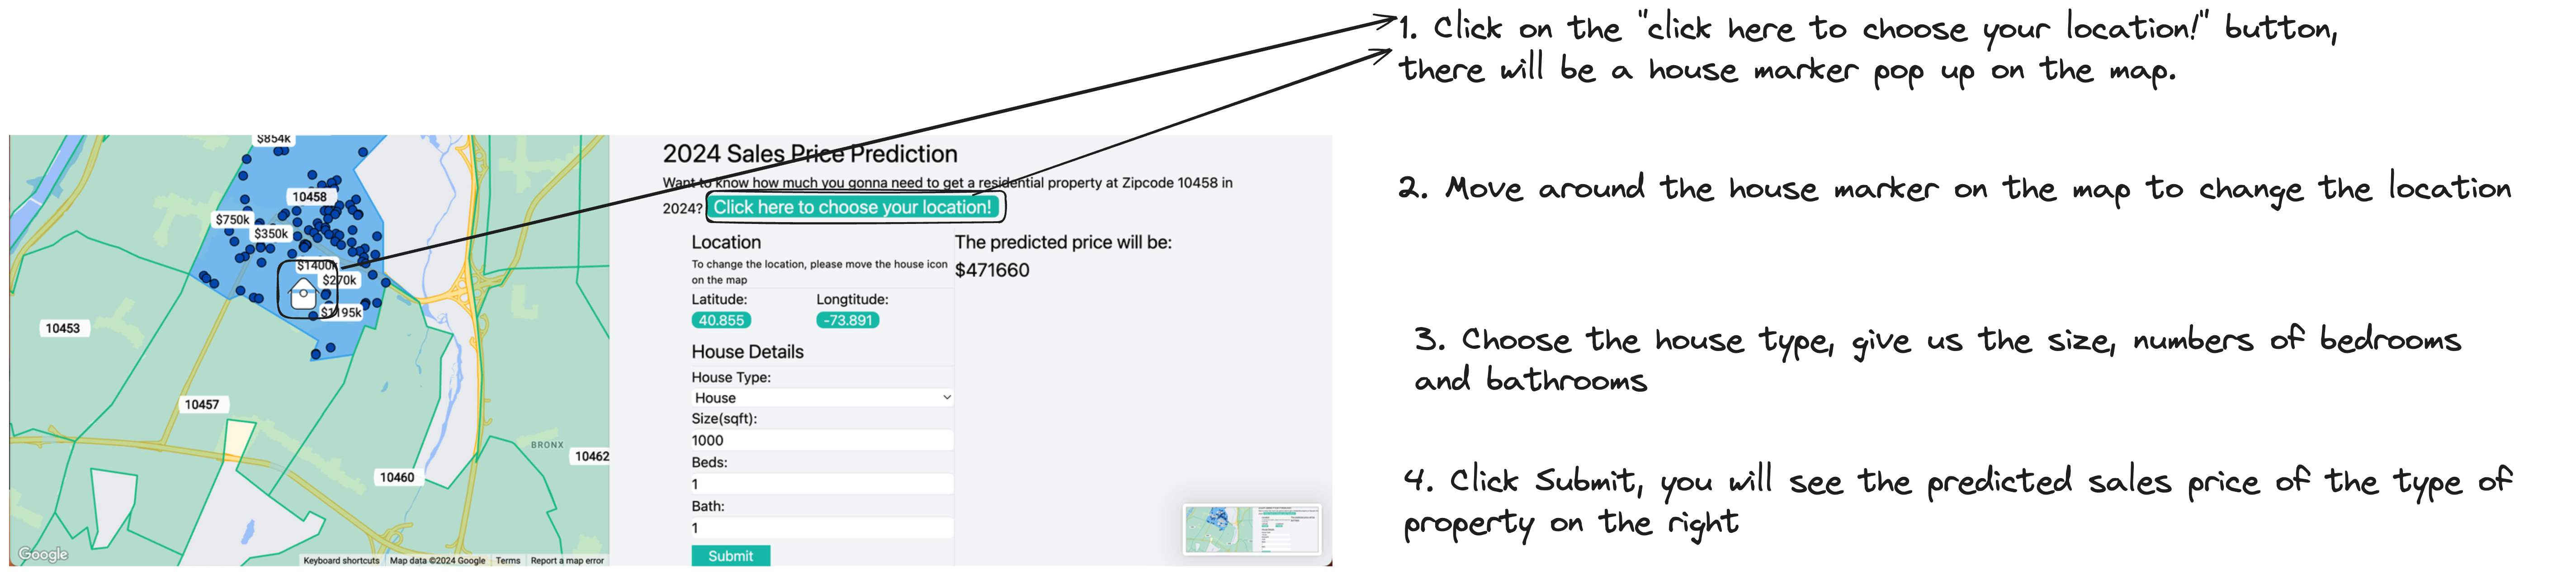 1. Click on the "click here to choose your location!" button,
there will be a house marker pop up on the map.
2. Move around the house marker on the map to change the location
3. Choose the house type, give us the size, numbers of bedrooms
and bathrooms
4. Click Submit, you will see the predicted sales price of the type of
property on the right
$854k
10458
$750k
$350k
$1400k
$270k
$1195k
10453
10457
10460
BRONX
10462
Google
Keyboard shortcuts
Map data ©2024 Google
Terms
Report a map error
2024 Sales Price Prediction
Want to know how much you gonna need to get a residential property at Zipcode 10458 in
2024? Click here to choose your location!
Location
To change the location, please move the house icon
on the map
Latitude:
Longtitude:
40.855
-73.891
House Details
House Type:
House
Size(sqft):
1000
Beds:
1
Bath:
1
Submit
The predicted price will be:
$471660